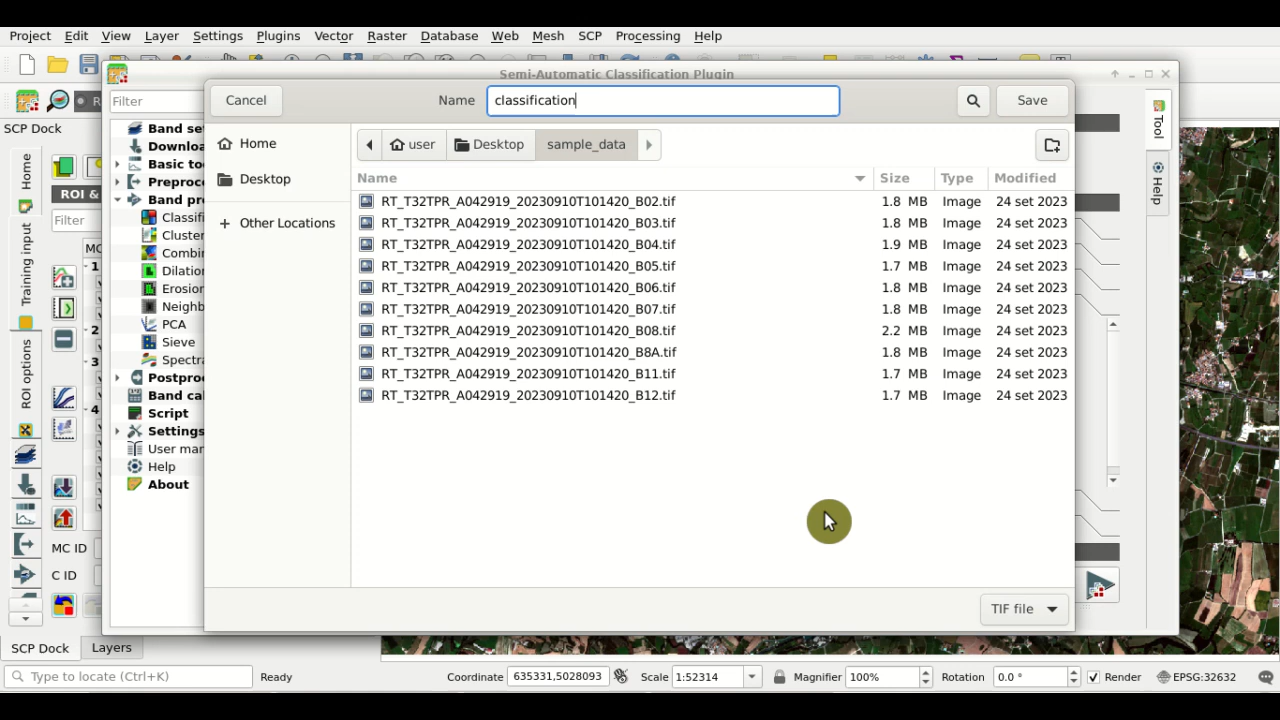 Project Edit View Layer Settings Plugins Vector Raster Database Web Mesh SCP Processing Help
Semi-Automatic Classification Plugin
SCP Dock
Home
Training input
ROI options
ROI &
Filter
MC
1
2
3
4
MC ID
C ID
Filter
Band se
Downloa
Basic to
Preproc
Band pr
Classifi
Cluster
Combin
Dilation
Erosion
Neighb
PCA
Sieve
Spectra
Postproc
Band cal
Script
Settings
User man
Help
About
Cancel
Name
classification
Save
Home
Desktop
Other Locations
user Desktop sample_data
Name Size Type Modified
RT_T32TPR_A042919_20230910T101420_B02.tif 1.8 MB Image 24 set 2023
RT_T32TPR_A042919_20230910T101420_B03.tif 1.8 MB Image 24 set 2023
RT_T32TPR_A042919_20230910T101420_B04.tif 1.9 MB Image 24 set 2023
RT_T32TPR_A042919_20230910T101420_B05.tif 1.7 MB Image 24 set 2023
RT_T32TPR_A042919_20230910T101420_B06.tif 1.8 MB Image 24 set 2023
RT_T32TPR_A042919_20230910T101420_B07.tif 1.8 MB Image 24 set 2023
RT_T32TPR_A042919_20230910T101420_B08.tif 2.2 MB Image 24 set 2023
RT_T32TPR_A042919_20230910T101420_B8A.tif 1.8 MB Image 24 set 2023
RT_T32TPR_A042919_20230910T101420_B11.tif 1.7 MB Image 24 set 2023
RT_T32TPR_A042919_20230910T101420_B12.tif 1.7 MB Image 24 set 2023
TIF file
Tool
Help
SCP Dock Layers
Type to locate (Ctrl+K) Ready Coordinate 635331,5028093 Scale 1:52314 Magnifier 100% Rotation 0.0 ° Render EPSG:32632